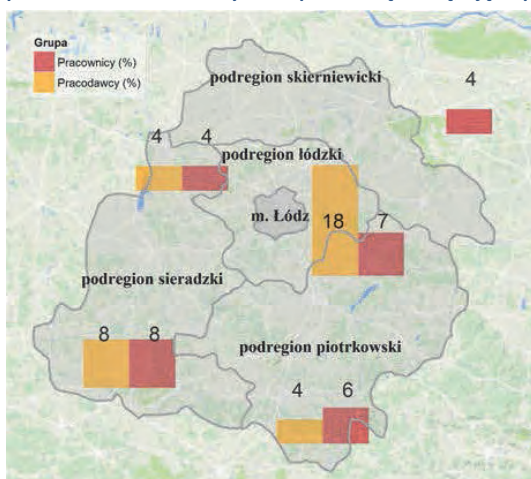 Grupa
Pracownicy (%)
Pracodawcy (%)
podregion skierniewicki
4
4 4
podregion łódzki
m. Łódź
18
7
podregion sieradzki
8 8
podregion piotrkowski
4 6